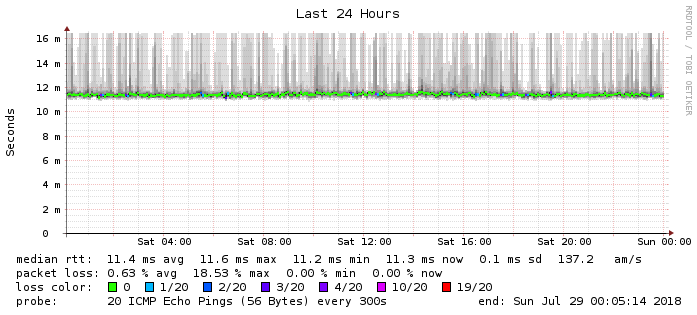 Last 24 Hours
RRDTOOL / TOBI OETIKER
Seconds
16 m
14 m
12 m
10 m
8 m
6 m
4 m
2 m
0
Sat 04:00 Sat 08:00 Sat 12:00 Sat 16:00 Sat 20:00 Sun 00:00
median rtt: 11.4 ms avg 11.6 ms max 11.2 ms min 11.3 ms now 0.1 ms sd 137.2 am/s
packet loss: 0.63 % avg 18.53 % max 0.00 % min 0.00 % now
loss color: 0 1/20 2/20 3/20 4/20 10/20 19/20
probe: 20 ICMP Echo Pings (56 Bytes) every 300s end: Sun Jul 29 00:05:14 2018